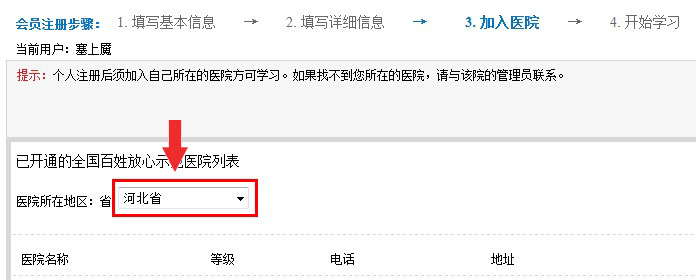 会员注册步骤： 1. 填写基本信息 → 2. 填写详细信息 → 3. 加入医院 → 4. 开始学习
当前用户：塞上魇
提示：个人注册后须加入自己所在的医院方可学习。如果找不到您所在的医院，请与该院的管理员联系。
已开通的全国百姓放心示范医院列表
医院所在地区：省 河北省
医院名称 等级 电话 地址